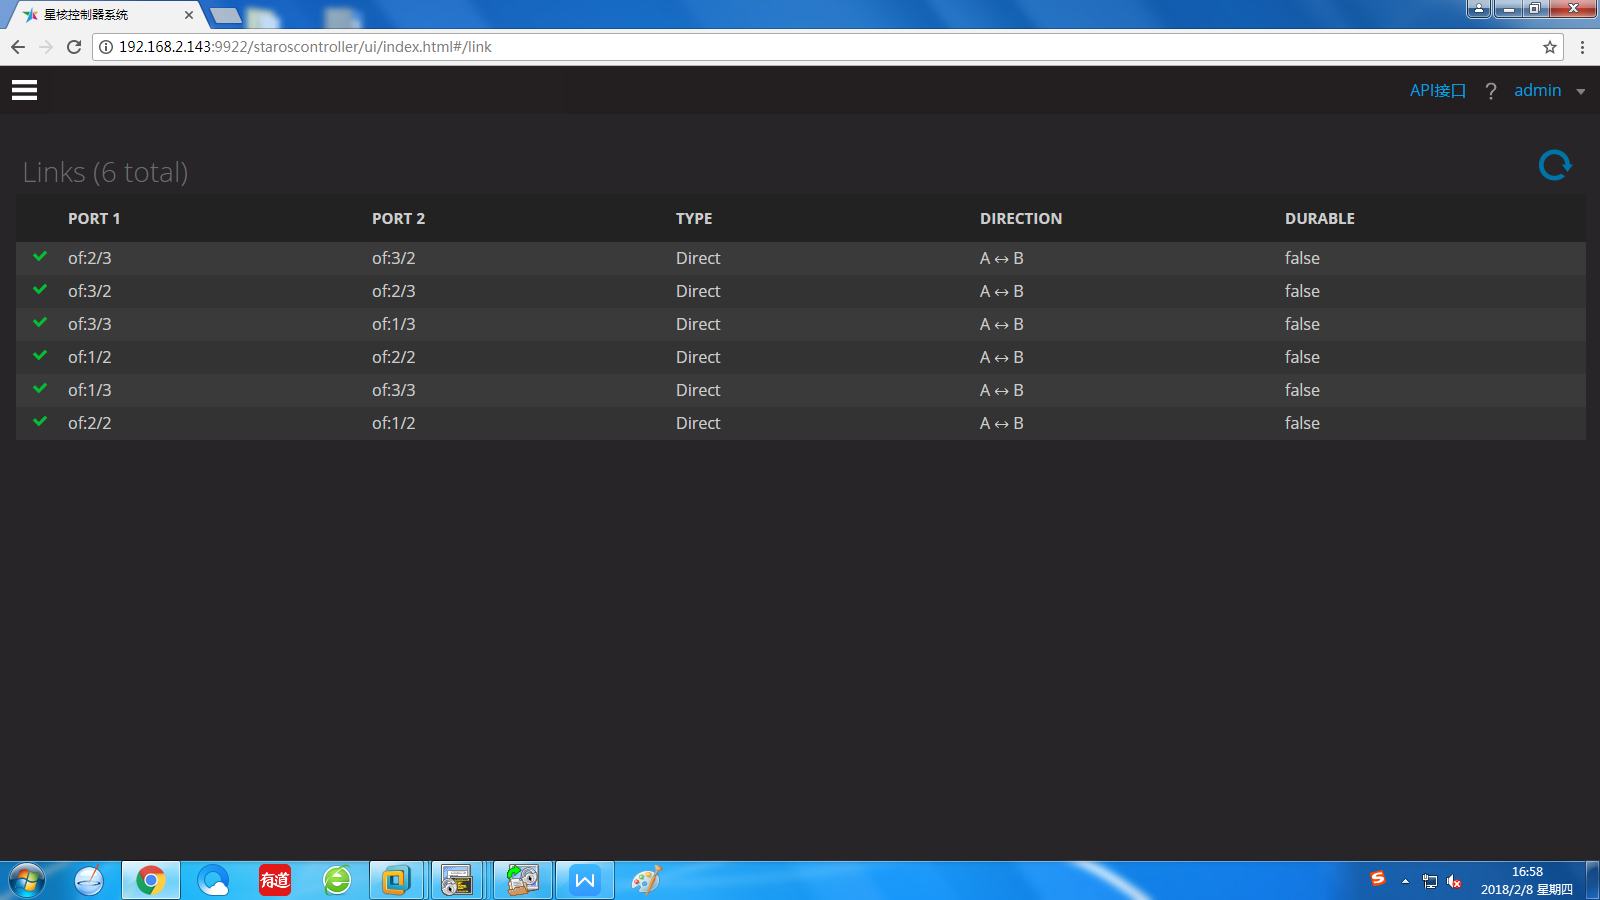 星核控制器系统
192.168.2.143:9922/staroscontroller/ui/index.html#/link
API接口 ? admin
Links (6 total)
PORT 1 PORT 2 TYPE DIRECTION DURABLE
of:2/3 of:3/2 Direct A ↔ B false
of:3/2 of:2/3 Direct A ↔ B false
of:3/3 of:1/3 Direct A ↔ B false
of:1/2 of:2/2 Direct A ↔ B false
of:1/3 of:3/3 Direct A ↔ B false
of:2/2 of:1/2 Direct A ↔ B false
有道
16:58
2018/2/8 星期四